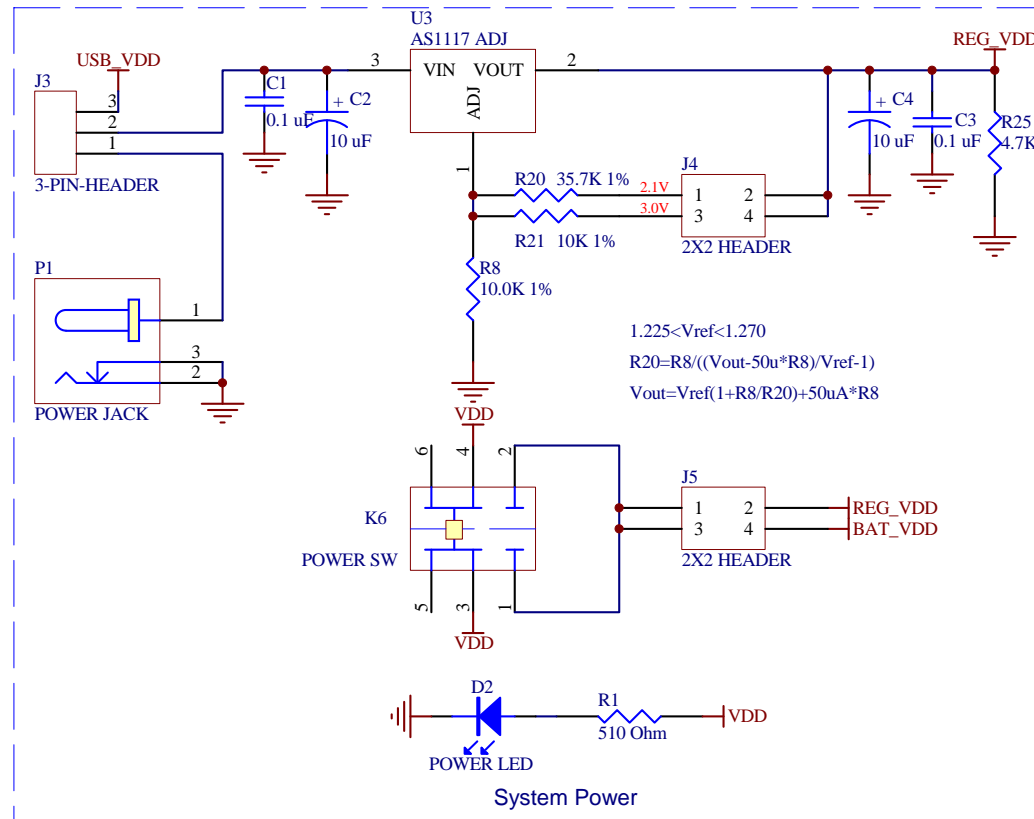 U3
AS1117 ADJ
USB_VDD
REG_VDD
J3
3
VIN
VOUT
2
ADJ
3
2
1
C1
0.1 uF
+
C2
10 uF
+
C4
10 uF
C3
0.1 uF
R25
4.7K
3-PIN-HEADER
1
R20 35.7K 1%
2.1V
J4
1
2
3.0V
3
4
R21 10K 1%
2X2 HEADER
P1
R8
10.0K 1%
1
3
2
POWER JACK
1.225<Vref<1.270
R20=R8/((Vout-50u*R8)/Vref-1)
Vout=Vref(1+R8/R20)+50uA*R8
VDD
6
4
2
K6
POWER SW
5
3
1
VDD
J5
1
2
REG_VDD
3
4
BAT_VDD
2X2 HEADER
D2
R1
VDD
510 Ohm
POWER LED
System Power